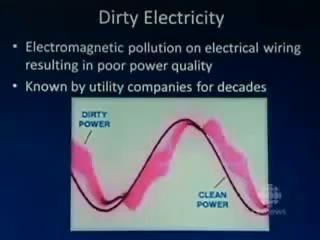 Dirty Electricity
• Electromagnetic pollution on electrical wiring
resulting in poor power quality
• Known by utility companies for decades
DIRTY
POWER
CLEAN
POWER
news